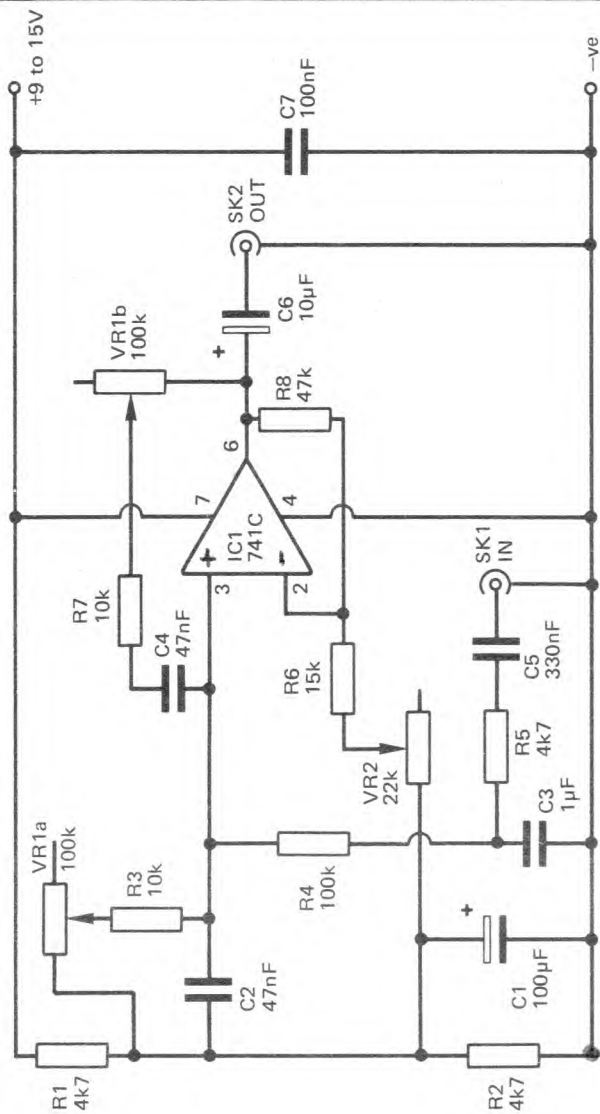 +9 to 15V
-ve
C7
100nF
SK2
OUT
C6
10µF
+
VR1b
100k
R8
47k
6
7
4
IC1
741C
+
-
3
2
R7
10k
C4
47nF
R6
15k
VR2
22k
SK1
IN
C5
330nF
R5
4k7
C3
1µF
R4
100k
VR1a
100k
R3
10k
C2
47nF
+
C1
100µF
R1
4k7
R2
4k7